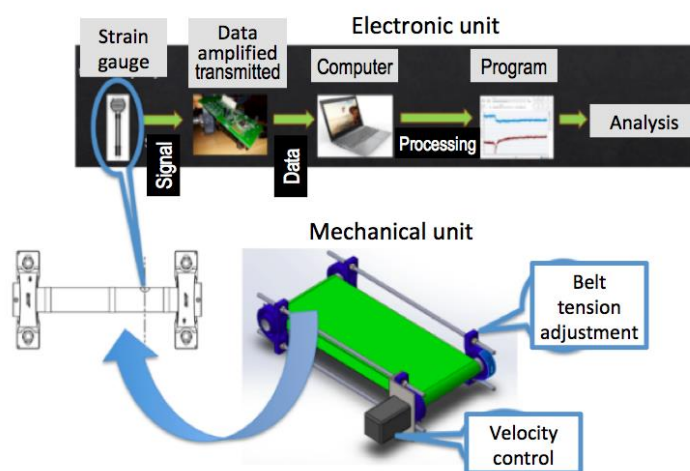 Electronic unit
Strain
gauge
Data
amplified
transmitted
Computer
Program
Signal
Data
Processing
Analysis
Mechanical unit
Belt
tension
adjustment
Velocity
control